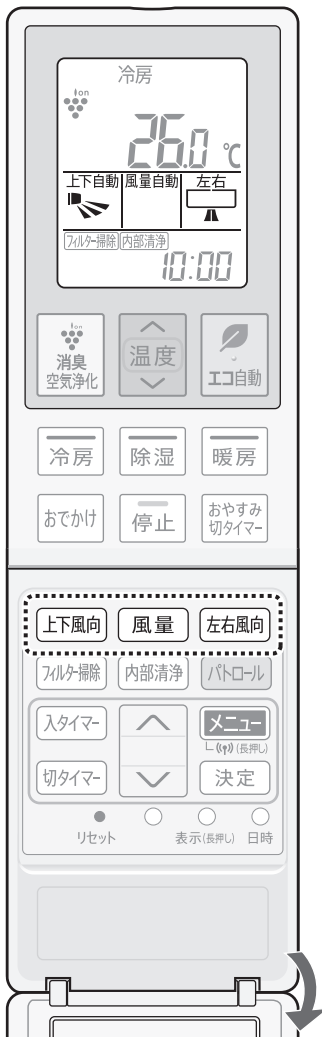 冷房
ion
26.0 ℃
上下自動 風量自動 左右
フィルター掃除 内部清浄
10:00
ion
消臭
空気浄化
温度
エコ自動
冷房 除湿 暖房
おでかけ 停止 おやすみ
切タイマー
上下風向 風量 左右風向
フィルター掃除 内部清浄 パトロール
入タイマー メニュー
(長押し)
切タイマー 決定
リセット 表示(長押し) 日時